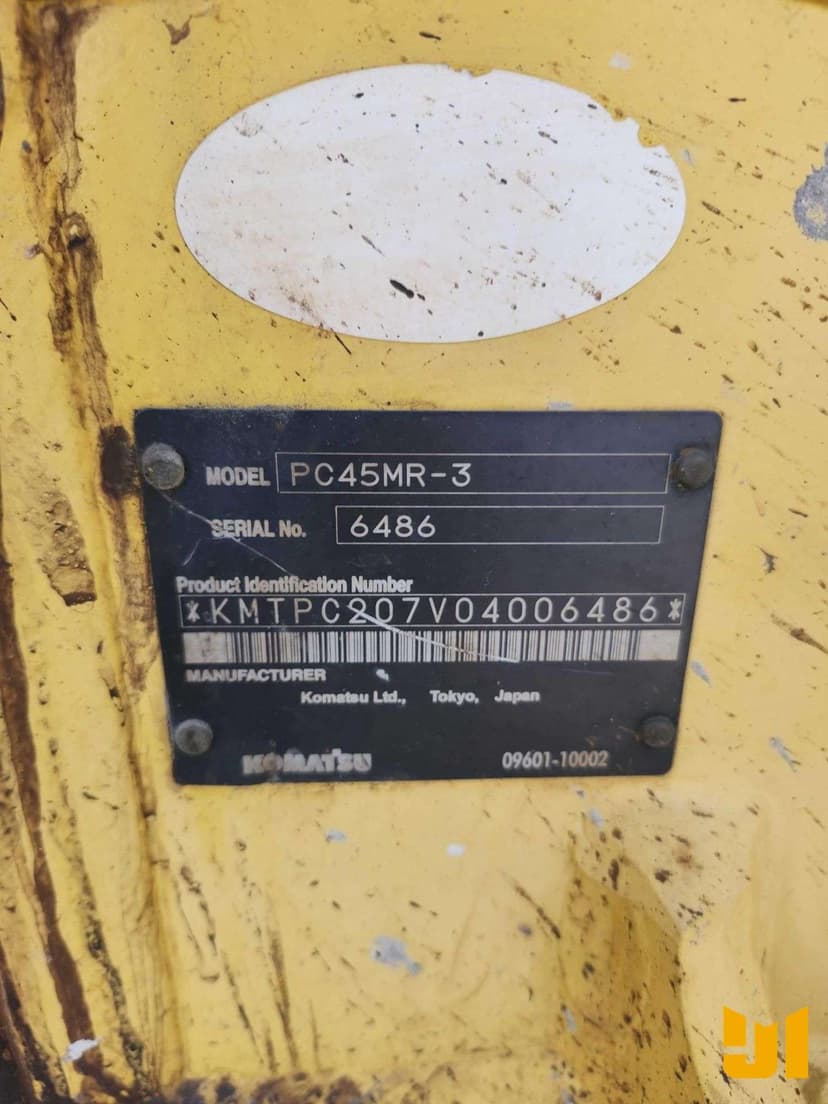 MODEL PC45MR-3
SERIAL No. 6486
Product Identification Number
*KMTPC207V04006486*
MANUFACTURER
Komatsu Ltd., Tokyo, Japan
KOMATSU 09601-10002